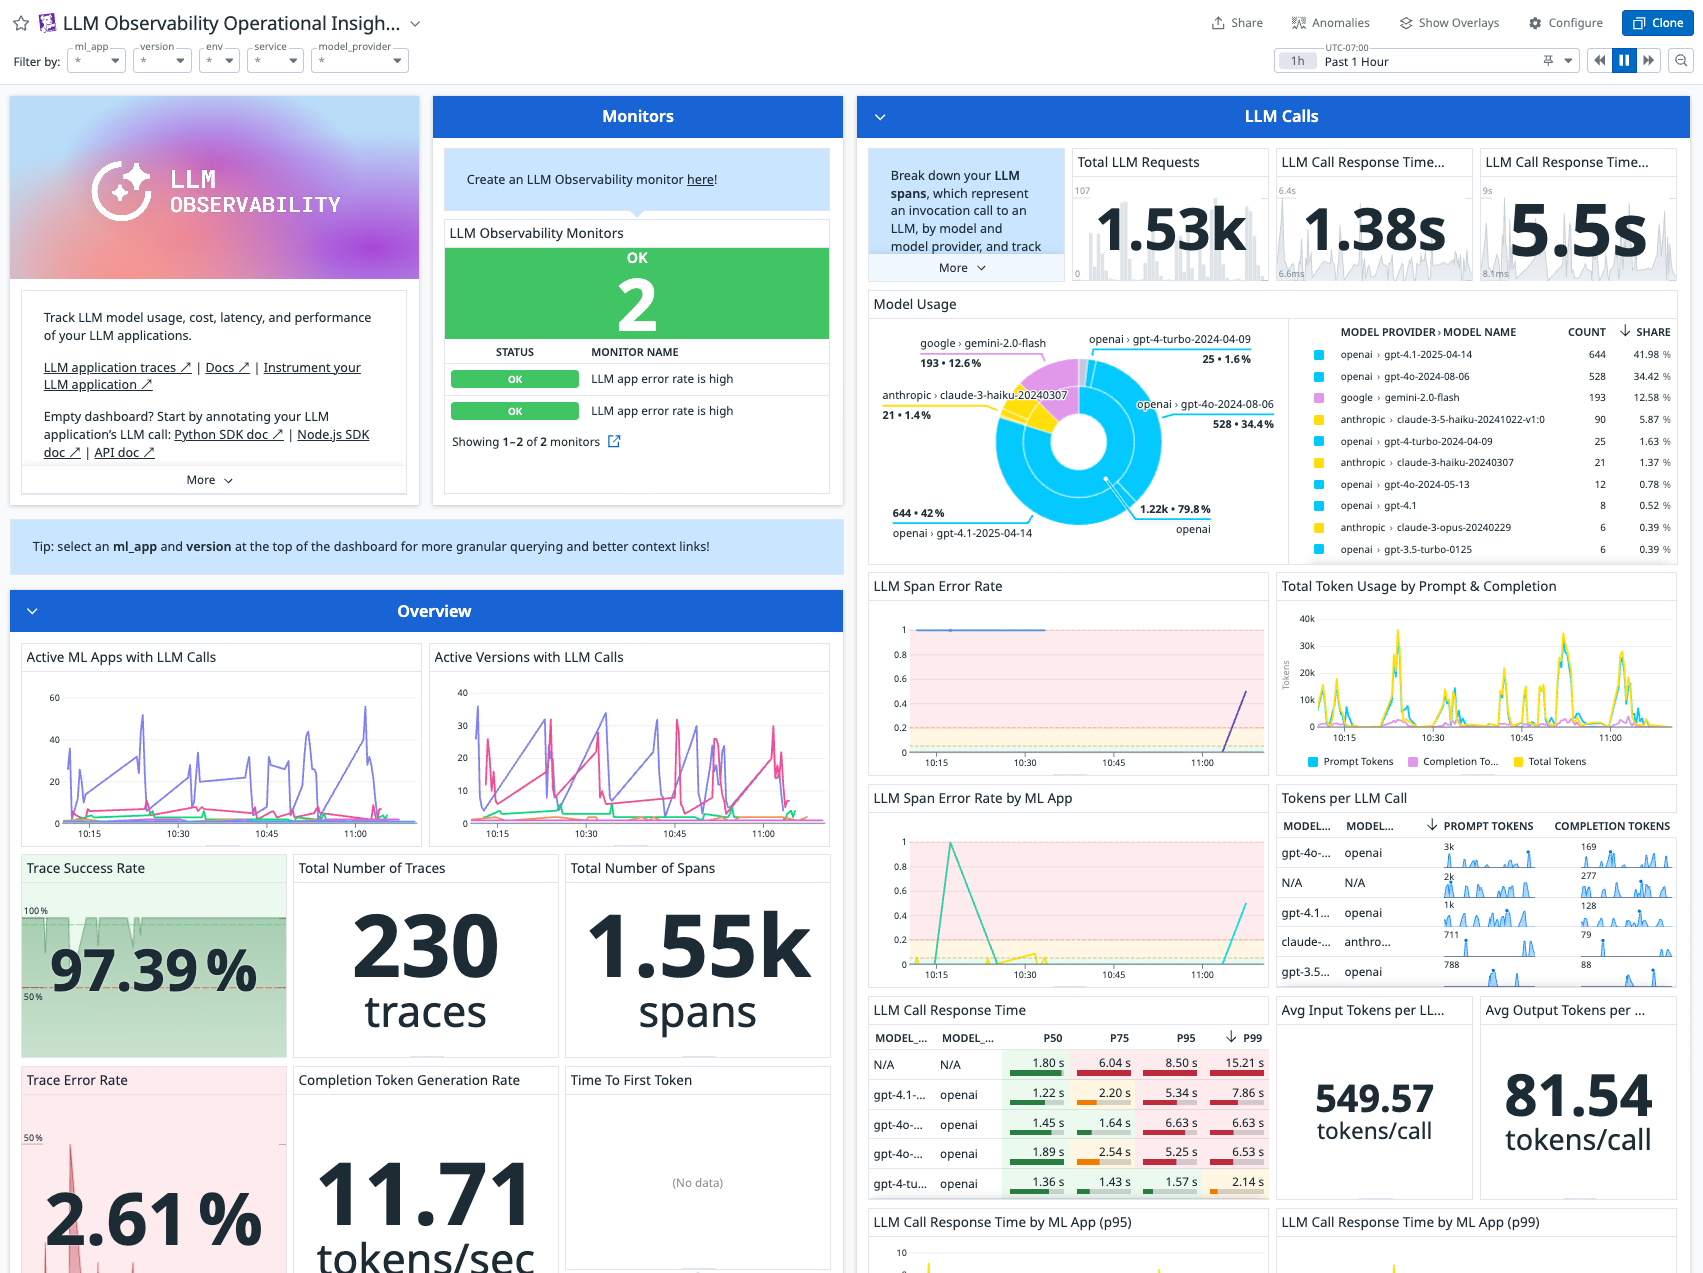 LLM Observability Operational Insigh...
Share
Anomalies
Show Overlays
Configure
Clone
Filter by:
ml_app
*
version
*
env
*
service
*
model_provider
*
UTC-07:00
1h
Past 1 Hour
LLM
OBSERVABILITY
Track LLM model usage, cost, latency, and performance
of your LLM applications.
LLM application traces ↗ | Docs ↗ | Instrument your
LLM application ↗
Empty dashboard? Start by annotating your LLM
application's LLM call: Python SDK doc ↗ | Node.js SDK
doc ↗ | API doc ↗
More
Monitors
Create an LLM Observability monitor here!
LLM Observability Monitors
OK
2
STATUS MONITOR NAME
OK LLM app error rate is high
OK LLM app error rate is high
Showing 1–2 of 2 monitors
Tip: select an ml_app and version at the top of the dashboard for more granular querying and better context links!
Overview
Active ML Apps with LLM Calls
60
40
20
0
10:15 10:30 10:45 11:00
Active Versions with LLM Calls
40
30
20
10
0
10:15 10:30 10:45 11:00
Trace Success Rate
100 %
97.39 %
50 %
Total Number of Traces
230
traces
Total Number of Spans
1.55k
spans
Trace Error Rate
50 %
2.61 %
Completion Token Generation Rate
11.71
tokens/sec
Time To First Token
(No data)
LLM Calls
Break down your LLM
spans, which represent
an invocation call to an
LLM, by model and
model provider, and track
More
Total LLM Requests
107
1.53k
0
LLM Call Response Time...
6.4s
1.38s
6.6ms
LLM Call Response Time...
9s
5.5s
8.1ms
Model Usage
google › gemini-2.0-flash
193 • 12.6 %
openai › gpt-4-turbo-2024-04-09
25 • 1.6 %
anthropic › claude-3-haiku-20240307
21 • 1.4 %
openai › gpt-4o-2024-08-06
528 • 34.4 %
644 • 42 %
openai › gpt-4.1-2025-04-14
1.22k • 79.8 %
openai
MODEL PROVIDER › MODEL NAME COUNT ↓ SHARE
openai › gpt-4.1-2025-04-14 644 41.98 %
openai › gpt-4o-2024-08-06 528 34.42 %
google › gemini-2.0-flash 193 12.58 %
anthropic › claude-3-5-haiku-20241022-v1:0 90 5.87 %
openai › gpt-4-turbo-2024-04-09 25 1.63 %
anthropic › claude-3-haiku-20240307 21 1.37 %
openai › gpt-4o-2024-05-13 12 0.78 %
openai › gpt-4.1 8 0.52 %
anthropic › claude-3-opus-20240229 6 0.39 %
openai › gpt-3.5-turbo-0125 6 0.39 %
LLM Span Error Rate
1
0.8
0.6
0.4
0.2
0
10:15 10:30 10:45 11:00
Total Token Usage by Prompt & Completion
Tokens
40k
30k
20k
10k
0
10:15 10:30 10:45 11:00
Prompt Tokens Completion To... Total Tokens
LLM Span Error Rate by ML App
1
0.8
0.6
0.4
0.2
0
10:15 10:30 10:45 11:00
Tokens per LLM Call
MODEL... MODEL... ↓ PROMPT TOKENS COMPLETION TOKENS
gpt-4o-... openai 3k 169
N/A N/A 2k 277
gpt-4.1... openai 1k 128
claude-... anthro... 711 79
gpt-3.5... openai 788 88
LLM Call Response Time
MODEL_... MODEL_... P50 P75 P95 ↓ P99
N/A N/A 1.80 s 6.04 s 8.50 s 15.21 s
gpt-4.1-... openai 1.22 s 2.20 s 5.34 s 7.86 s
gpt-4o-... openai 1.45 s 1.64 s 6.63 s 6.63 s
gpt-4o-... openai 1.89 s 2.54 s 5.25 s 6.53 s
gpt-4-tu... openai 1.36 s 1.43 s 1.57 s 2.14 s
Avg Input Tokens per LL...
549.57
tokens/call
Avg Output Tokens per ...
81.54
tokens/call
LLM Call Response Time by ML App (p95)
10
LLM Call Response Time by ML App (p99)